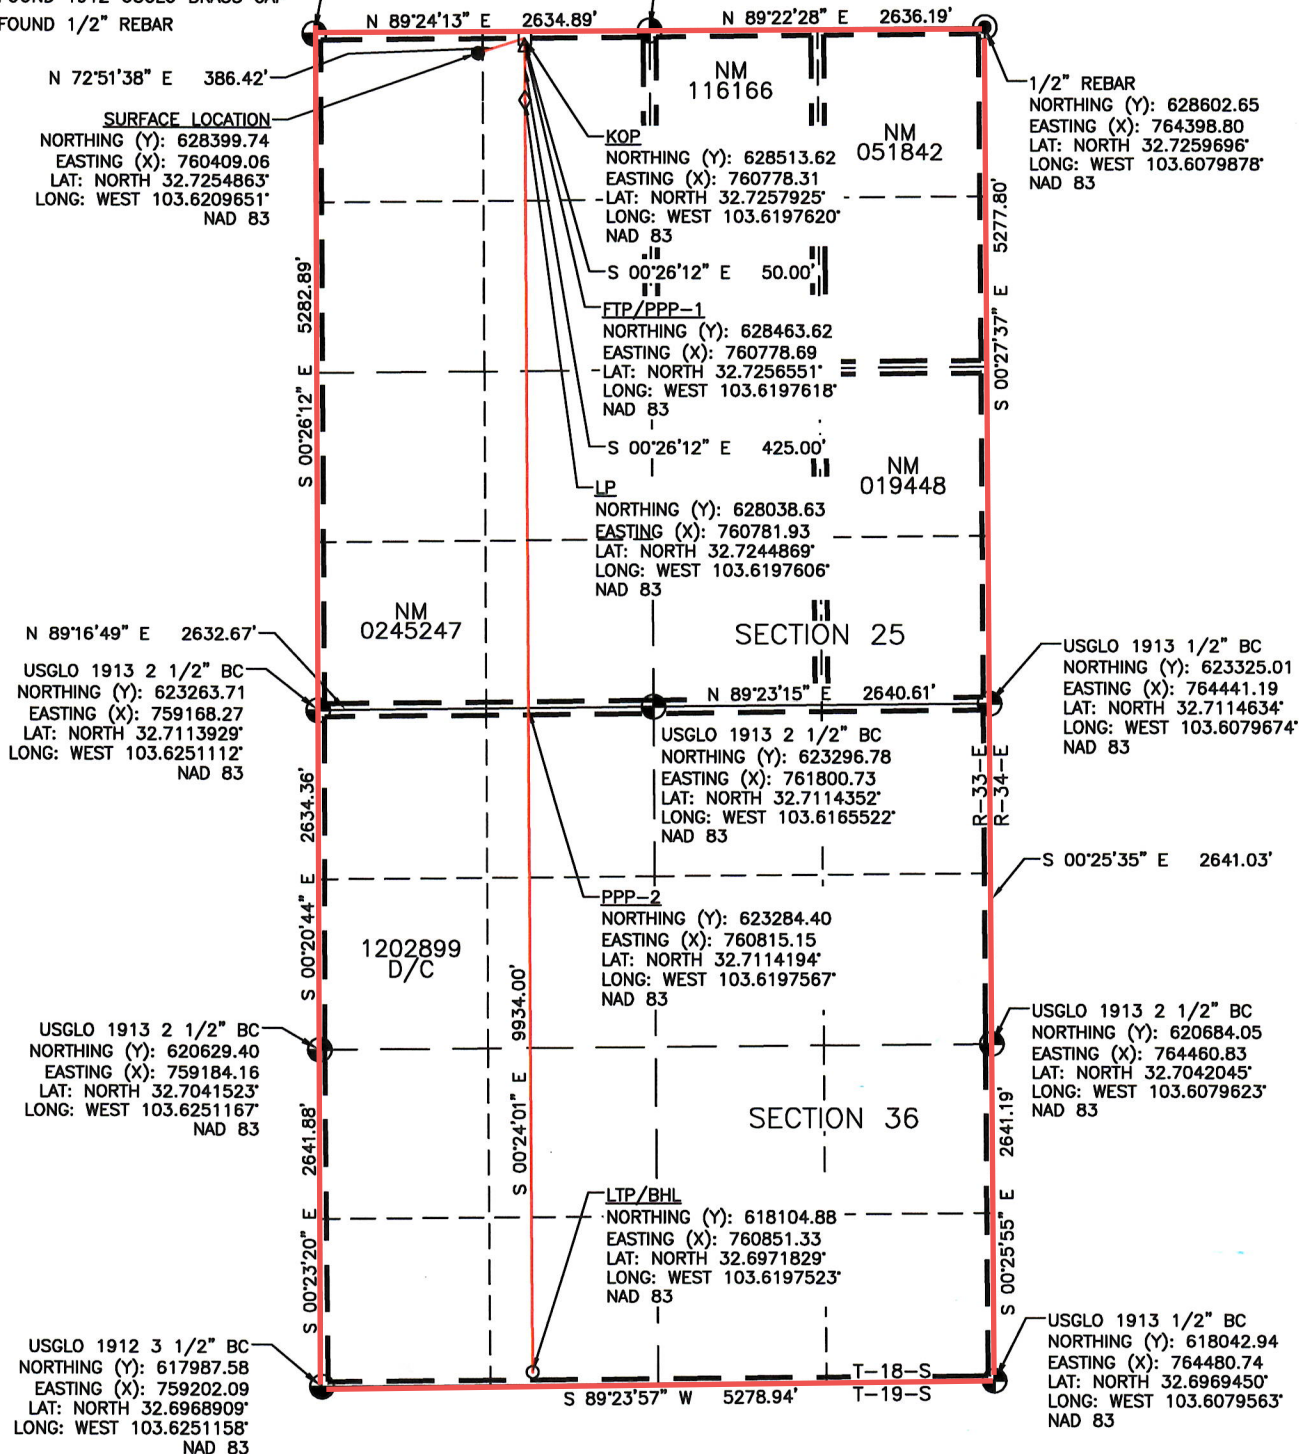 FOUND 1/2" REBAR
N 89°24'13" E 2634.89'
N 89°22'28" E 2636.19'
N 72°51'38" E 386.42'
SURFACE LOCATION
NORTHING (Y): 628399.74
EASTING (X): 760409.06
LAT: NORTH 32.7254863°
LONG: WEST 103.6209651°
NAD 83
NM
116166
NM
051842
1/2" REBAR
NORTHING (Y): 628602.65
EASTING (X): 764398.80
LAT: NORTH 32.7259696°
LONG: WEST 103.6079878°
NAD 83
KOP
NORTHING (Y): 628513.62
EASTING (X): 760778.31
LAT: NORTH 32.7257925°
LONG: WEST 103.6197620°
NAD 83
S 00°26'12" E 50.00'
FTP/PPP-1
NORTHING (Y): 628463.62
EASTING (X): 760778.69
LAT: NORTH 32.7256551°
LONG: WEST 103.6197618°
NAD 83
S 00°26'12" E 425.00'
S 00°26'12" E 5282.89'
S 00°27'37" E 5277.80'
NM
019448
LP
NORTHING (Y): 628038.63
EASTING (X): 760781.93
LAT: NORTH 32.7244869°
LONG: WEST 103.6197606°
NAD 83
NM
0245247
SECTION 25
N 89°16'49" E 2632.67'
USGLO 1913 2 1/2" BC
NORTHING (Y): 623263.71
EASTING (X): 759168.27
LAT: NORTH 32.7113929°
LONG: WEST 103.6251112°
NAD 83
N 89°23'15" E 2640.61'
USGLO 1913 2 1/2" BC
NORTHING (Y): 623296.78
EASTING (X): 761800.73
LAT: NORTH 32.7114352°
LONG: WEST 103.6165522°
NAD 83
USGLO 1913 1/2" BC
NORTHING (Y): 623325.01
EASTING (X): 764441.19
LAT: NORTH 32.7114634°
LONG: WEST 103.6079674°
NAD 83
R-33-E
R-34-E
S 00°25'35" E 2641.03'
S 00°20'44" E 2634.36'
PPP-2
NORTHING (Y): 623284.40
EASTING (X): 760815.15
LAT: NORTH 32.7114194°
LONG: WEST 103.6197567°
NAD 83
1202899
D/C
S 00°24'01" E 9934.00'
USGLO 1913 2 1/2" BC
NORTHING (Y): 620629.40
EASTING (X): 759184.16
LAT: NORTH 32.7041523°
LONG: WEST 103.6251167°
NAD 83
USGLO 1913 2 1/2" BC
NORTHING (Y): 620684.05
EASTING (X): 764460.83
LAT: NORTH 32.7042045°
LONG: WEST 103.6079623°
NAD 83
SECTION 36
S 00°23'20" E 2641.88'
S 00°25'55" E 2641.19'
LTP/BHL
NORTHING (Y): 618104.88
EASTING (X): 760851.33
LAT: NORTH 32.6971829°
LONG: WEST 103.6197523°
NAD 83
USGLO 1912 3 1/2" BC
NORTHING (Y): 617987.58
EASTING (X): 759202.09
LAT: NORTH 32.6968909°
LONG: WEST 103.6251158°
NAD 83
S 89°23'57" W 5278.94'
T-18-S
T-19-S
USGLO 1913 1/2" BC
NORTHING (Y): 618042.94
EASTING (X): 764480.74
LAT: NORTH 32.6969450°
LONG: WEST 103.6079563°
NAD 83